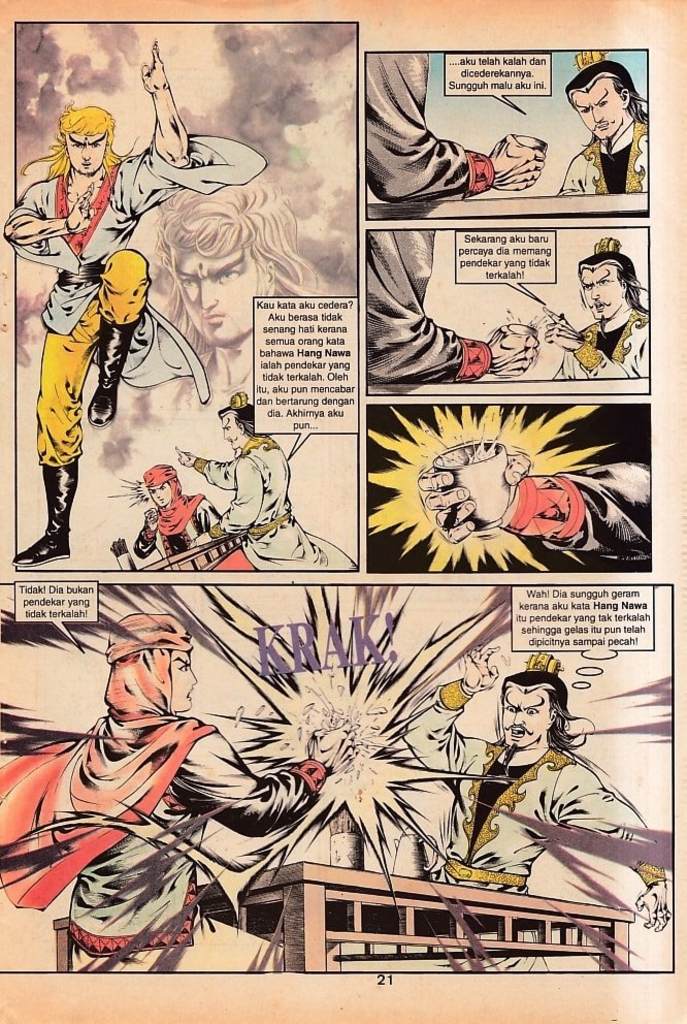 Kau kata aku cedera?
Aku berasa tidak
senang hati kerana
semua orang kata
bahawa Hang Nawa
ialah pendekar yang
tidak terkalah. Oleh
itu, aku pun mencabar
dan bertarung dengan
dia. Akhirnya aku
pun...
....aku telah kalah dan
dicederekannya.
Sungguh malu aku ini.
Sekarang aku baru
percaya dia memang
pendekar yang tidak
terkalah!
Tidak! Dia bukan
pendekar yang
tidak terkalah!
KRAK!
Wah! Dia sungguh geram
kerana aku kata Hang Nawa
itu pendekar yang tak terkalah
sehingga gelas itu pun telah
dipicitnya sampai pecah!
21